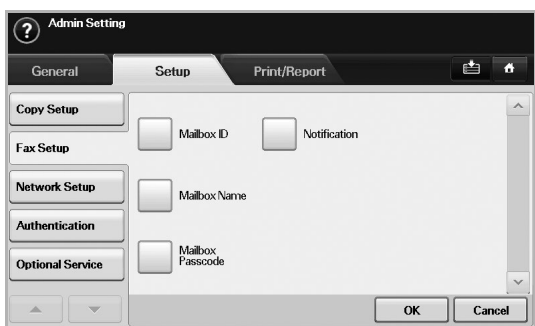 ? Admin Setting
General Setup Print/Report
Copy Setup
Fax Setup
Network Setup
Authentication
Optional Service
Mailbox ID Notification
Mailbox Name
Mailbox
Passcode
OK Cancel